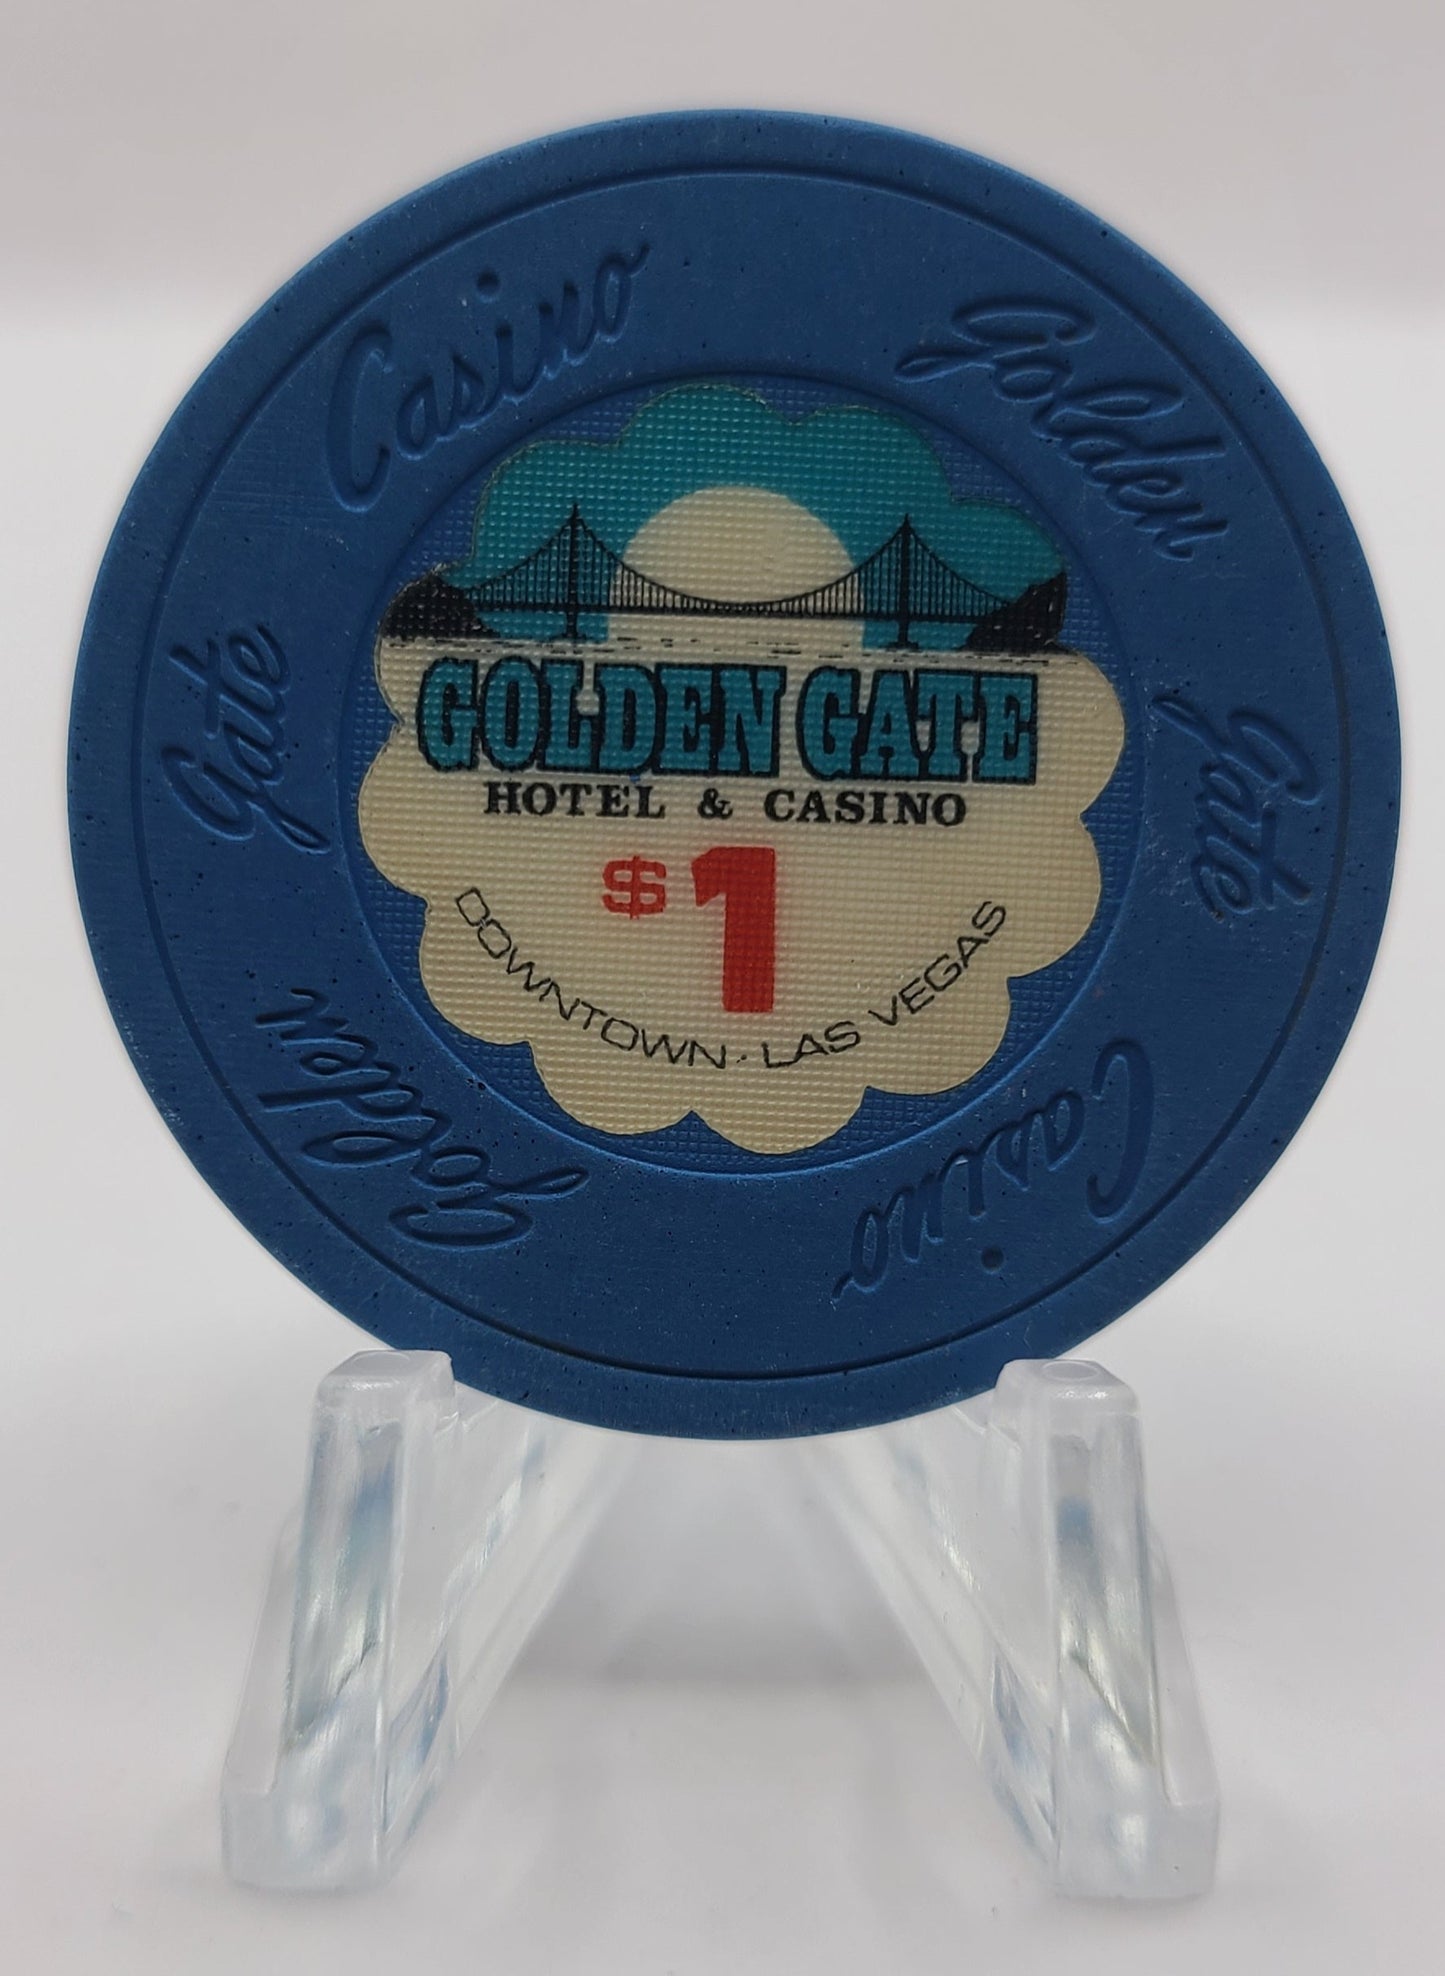 Casino
Golden
Gate
Casino
Golden
Gate
GOLDEN GATE
HOTEL & CASINO
$1
DOWNTOWN · LAS VEGAS